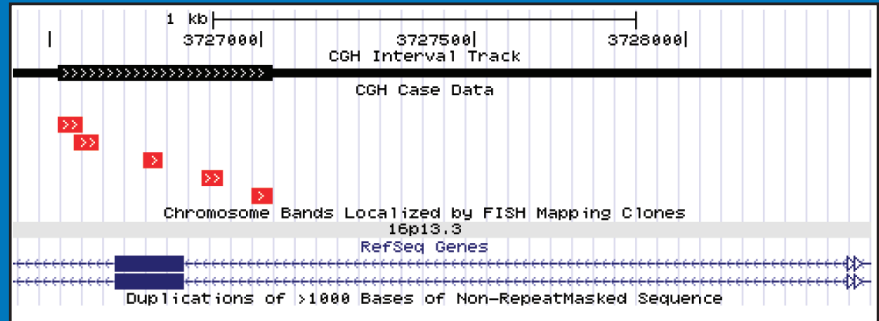 1 kb
3727000| 3727500| 3728000|
CGH Interval Track
CGH Case Data
Chromosome Bands Localized by FISH Mapping Clones
16p13.3
RefSeq Genes
Duplications of >1000 Bases of Non-RepeatMasked Sequence